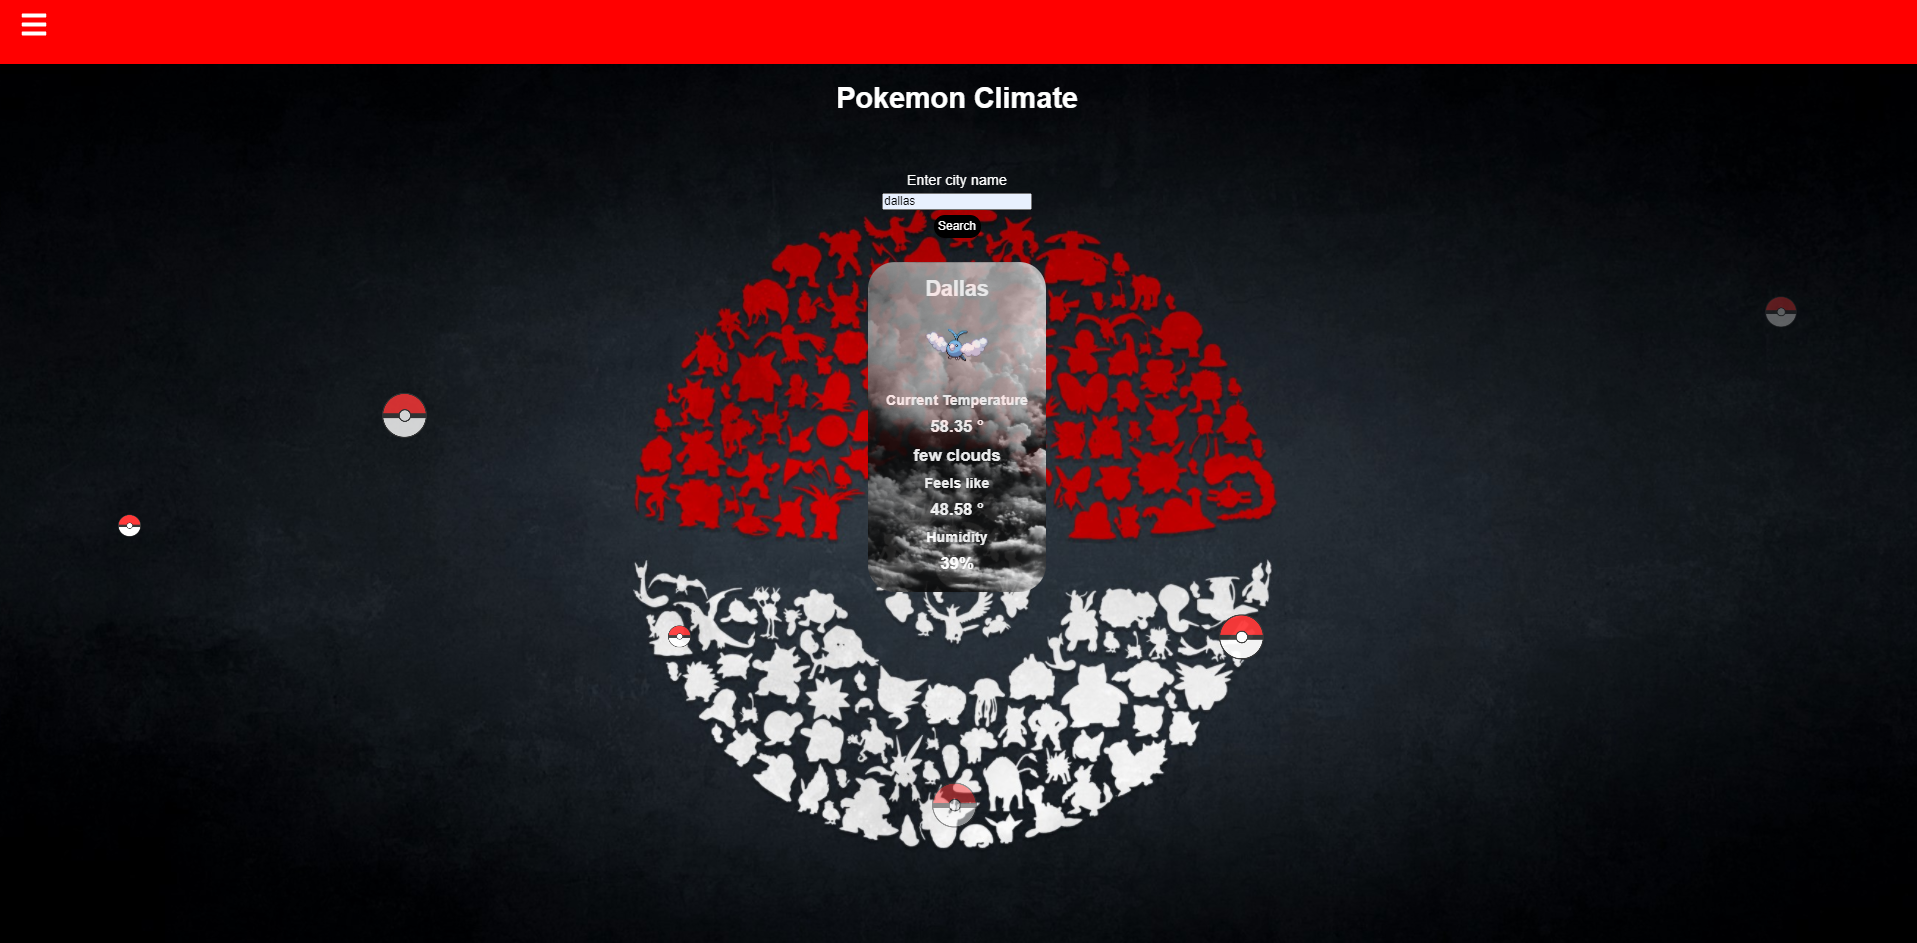 Pokemon Climate
Enter city name
dallas
Search
Dallas
Current Temperature
58.35 °
few clouds
Feels like
48.58 °
Humidity
39%